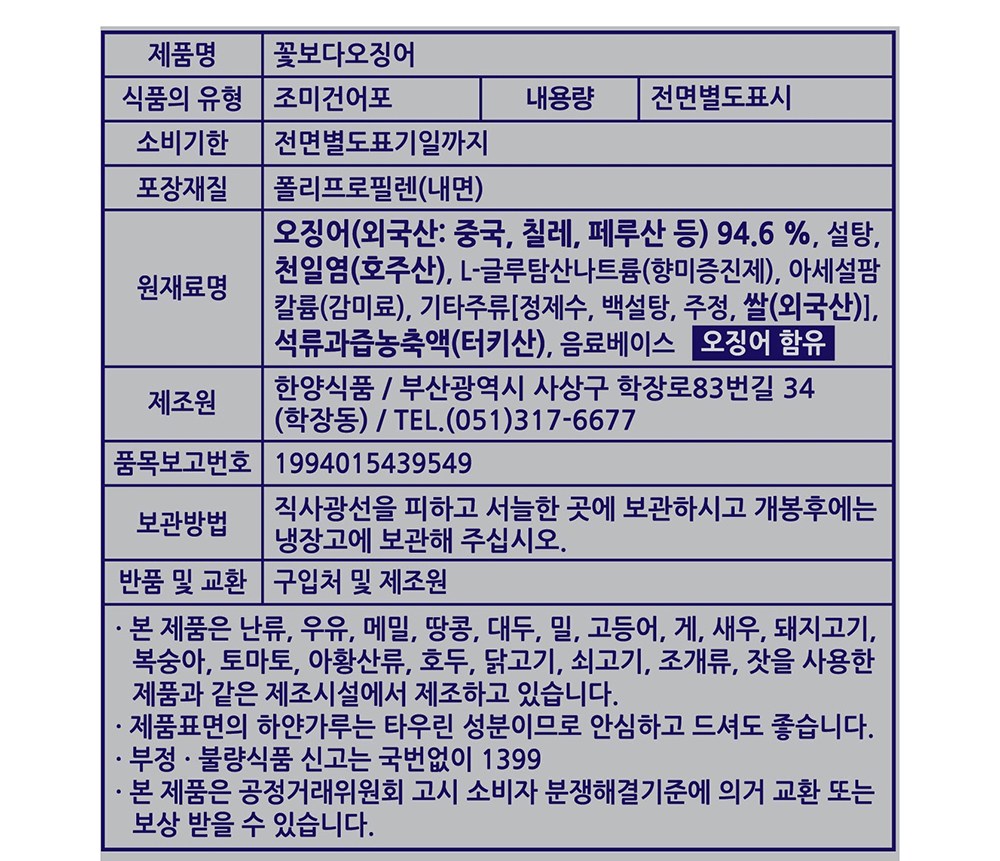 제품명 꽃보다오징어
식품의 유형 조미건어포 내용량 전면별도표시
소비기한 전면별도표기일까지
포장재질 폴리프로필렌(내면)
원재료명
오징어(외국산: 중국, 칠레, 페루산 등) 94.6 %, 설탕,
천일염(호주산), L-글루탐산나트륨(향미증진제), 아세설팜
칼륨(감미료), 기타주류[정제수, 백설탕, 주정, 쌀(외국산)],
석류과즙농축액(터키산), 음료베이스 오징어 함유
제조원
한양식품 / 부산광역시 사상구 학장로83번길 34
(학장동) / TEL.(051)317-6677
품목보고번호 1994015439549
보관방법
직사광선을 피하고 서늘한 곳에 보관하시고 개봉후에는
냉장고에 보관해 주십시오.
반품 및 교환 구입처 및 제조원
· 본 제품은 난류, 우유, 메밀, 땅콩, 대두, 밀, 고등어, 게, 새우, 돼지고기,
복숭아, 토마토, 아황산류, 호두, 닭고기, 쇠고기, 조개류, 잣을 사용한
제품과 같은 제조시설에서 제조하고 있습니다.
· 제품표면의 하얀가루는 타우린 성분이므로 안심하고 드셔도 좋습니다.
· 부정 · 불량식품 신고는 국번없이 1399
· 본 제품은 공정거래위원회 고시 소비자 분쟁해결기준에 의거 교환 또는
보상 받을 수 있습니다.